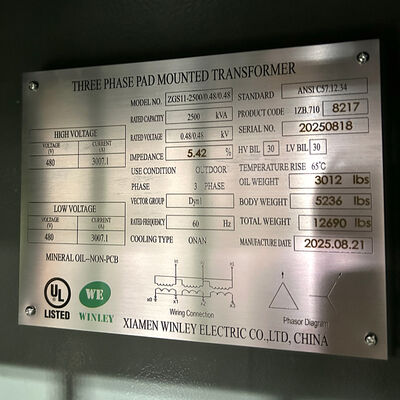 THREE PHASE PAD MOUNTED TRANSFORMER
MODEL NO. ZGS11-2500/0.48/0.48
STANDARD ANSI C57.12.34
RATED CAPACITY 2500 kVA
PRODUCT CODE 1ZB.710 8217
HIGH VOLTAGE
VOLTAGE (V) CURRENT (A)
480 3007.1
RATED VOLTAGE 0.48/0.48 kV
SERIAL NO. 20250818
IMPEDANCE 5.42 %
HV BIL 30 LV BIL 30
USE CONDITION OUTDOOR
TEMPERATURE RISE 65℃
PHASE 3 PHASE
OIL WEIGHT 3012 lbs
LOW VOLTAGE
VOLTAGE (V) CURRENT (A)
480 3007.1
VECTOR GROUP Dyn1
BODY WEIGHT 5236 lbs
RATED FREQUENCY 60 Hz
TOTAL WEIGHT 12690 lbs
COOLING TYPE ONAN
MANUFACTURE DATE 2025.08.21
MINERAL OIL--NON-PCB
UL
LISTED
WE
WINLEY
x0 x1 x2 x3
Wiring Connection
Phasor Diagram
XIAMEN WINLEY ELECTRIC CO.,LTD, CHINA